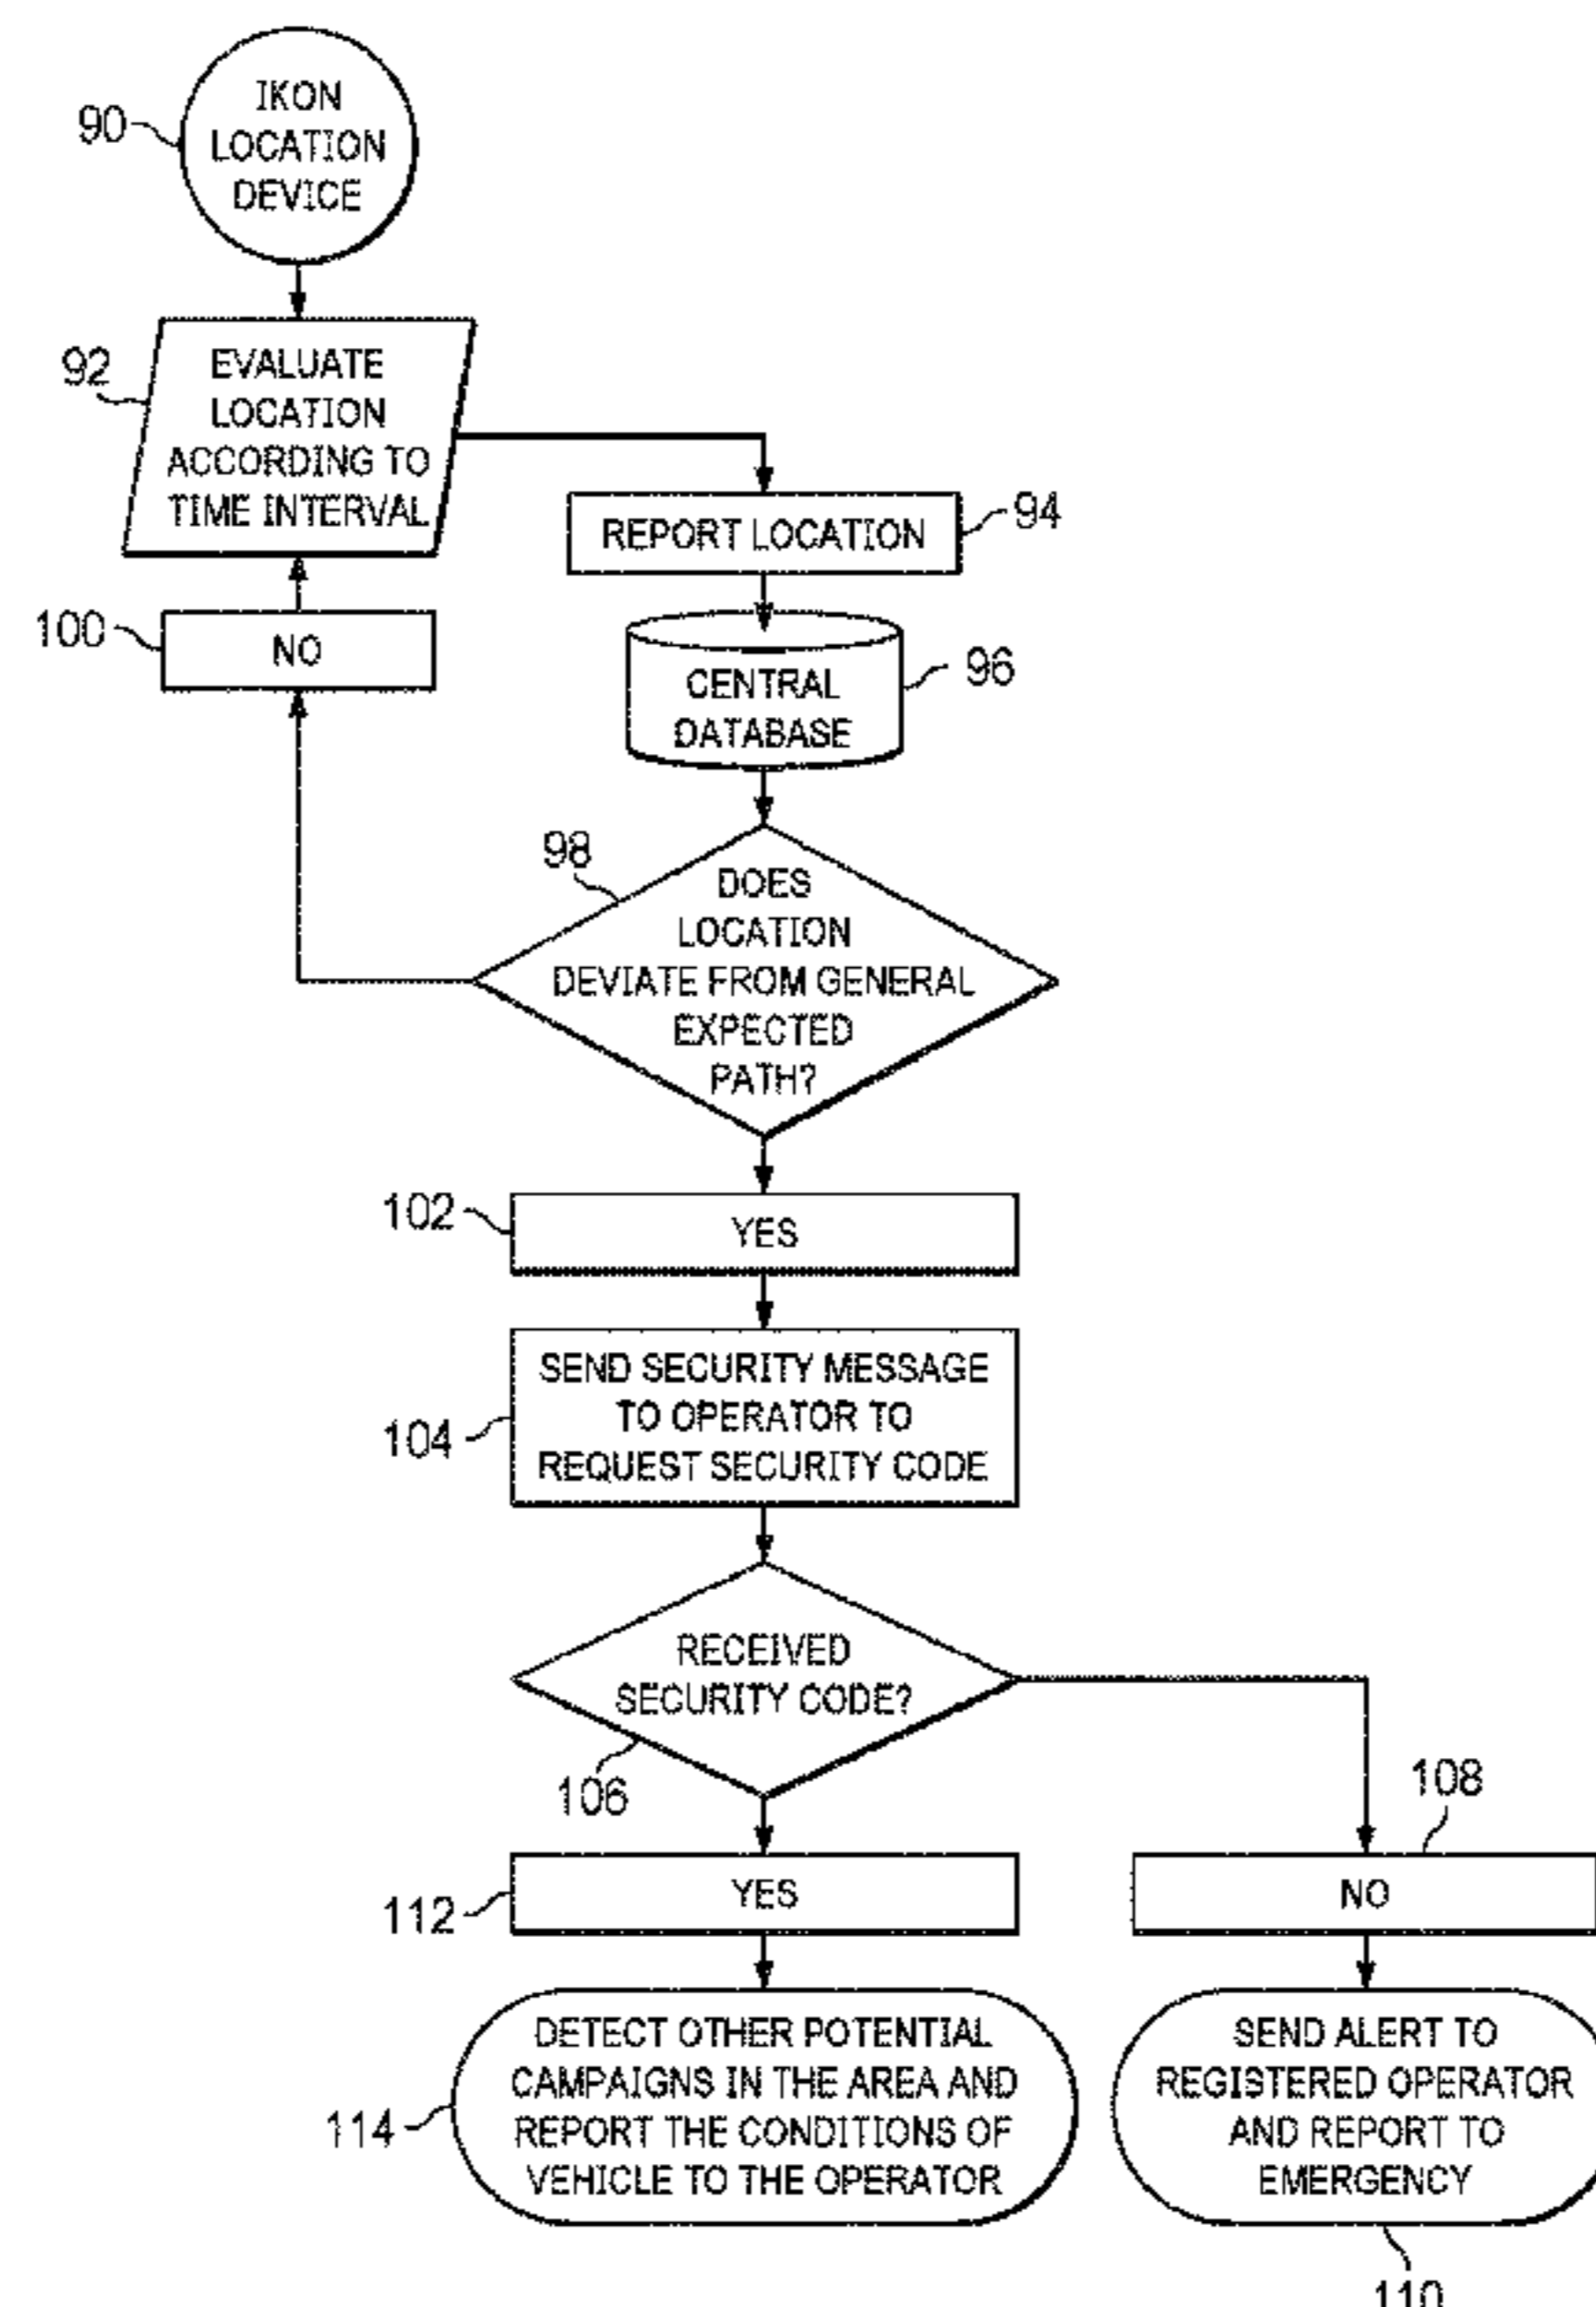 90
IKON
LOCATION
DEVICE
92
EVALUATE
LOCATION
ACCORDING TO
TIME INTERVAL
REPORT LOCATION
94
100
NO
CENTRAL
DATABASE
96
98
DOES
LOCATION
DEVIATE FROM GENERAL
EXPECTED
PATH?
102
YES
104
SEND SECURITY MESSAGE
TO OPERATOR TO
REQUEST SECURITY CODE
RECEIVED
SECURITY CODE?
106
108
112
YES
NO
114
DETECT OTHER POTENTIAL
CAMPAIGNS IN THE AREA AND
REPORT THE CONDITIONS OF
VEHICLE TO THE OPERATOR
SEND ALERT TO
REGISTERED OPERATOR
AND REPORT TO
EMERGENCY
110